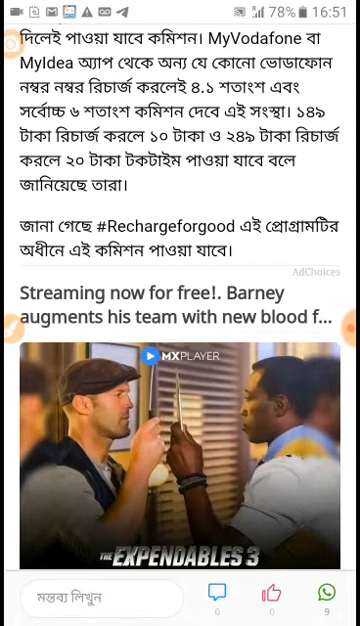 78% 16:51
দিলেই পাওয়া যাবে কমিশন। MyVodafone বা
MyIdea অ্যাপ থেকে অন্য যে কোনো ভোডাফোন
নম্বর নম্বর রিচার্জ করলেই ৪.১ শতাংশ এবং
সর্বোচ্চ ৬ শতাংশ কমিশন দেবে এই সংস্থা। ১৪৯
টাকা রিচার্জ করলে ১০ টাকা ও ২৪৯ টাকা রিচার্জ
করলে ২০ টাকা টকটাইম পাওয়া যাবে বলে
জানিয়েছে তারা।
জানা গেছে #Rechargeforgood এই প্রোগ্রামটির
অধীনে এই কমিশন পাওয়া যাবে।
AdChoices
Streaming now for free!. Barney
augments his team with new blood f...
MXPLAYER
THE EXPENDABLES 3
মন্তব্য লিখুন
0
0
9